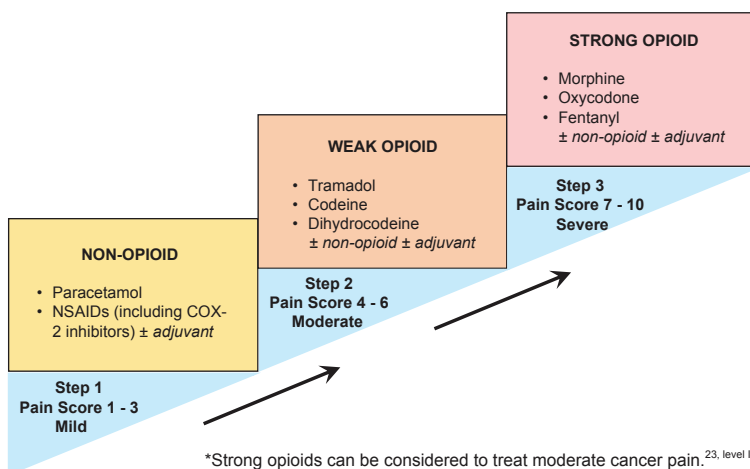 STRONG OPIOID
• Morphine
• Oxycodone
• Fentanyl
± non-opioid ± adjuvant
Step 3
Pain Score 7 - 10
Severe
WEAK OPIOID
• Tramadol
• Codeine
• Dihydrocodeine
± non-opioid ± adjuvant
Step 2
Pain Score 4 - 6
Moderate
NON-OPIOID
• Paracetamol
• NSAIDs (including COX-
2 inhibitors) ± adjuvant
Step 1
Pain Score 1 - 3
Mild
*Strong opioids can be considered to treat moderate cancer pain.23, level I